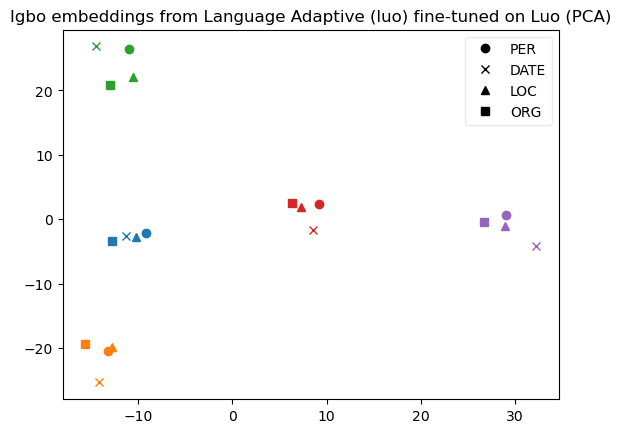 Igbo embeddings from Language Adaptive (luo) fine-tuned on Luo (PCA)
PER
DATE
LOC
ORG
20
10
0
−10
−20
−10
0
10
20
30